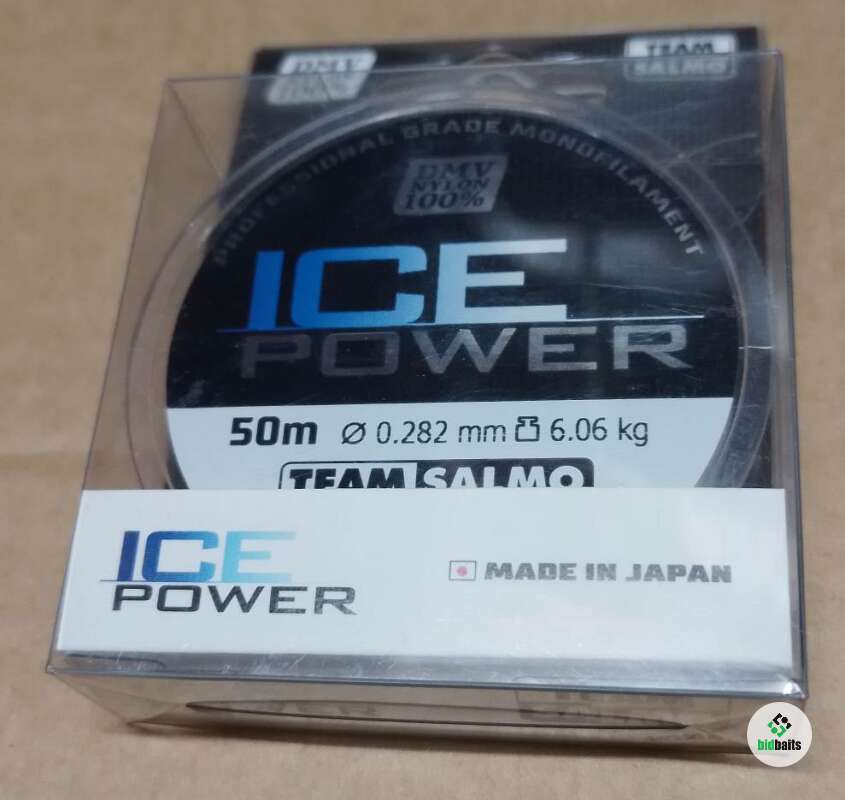 DMV
100%
TEAM
SALMO
PROFESSIONAL GRADE MONOFILAMENT
DMV
NYLON
100%
ICE
POWER
50m Ø 0.282 mm 6.06 kg
TEAM SALMO
ICE
POWER
MADE IN JAPAN
bidbaits